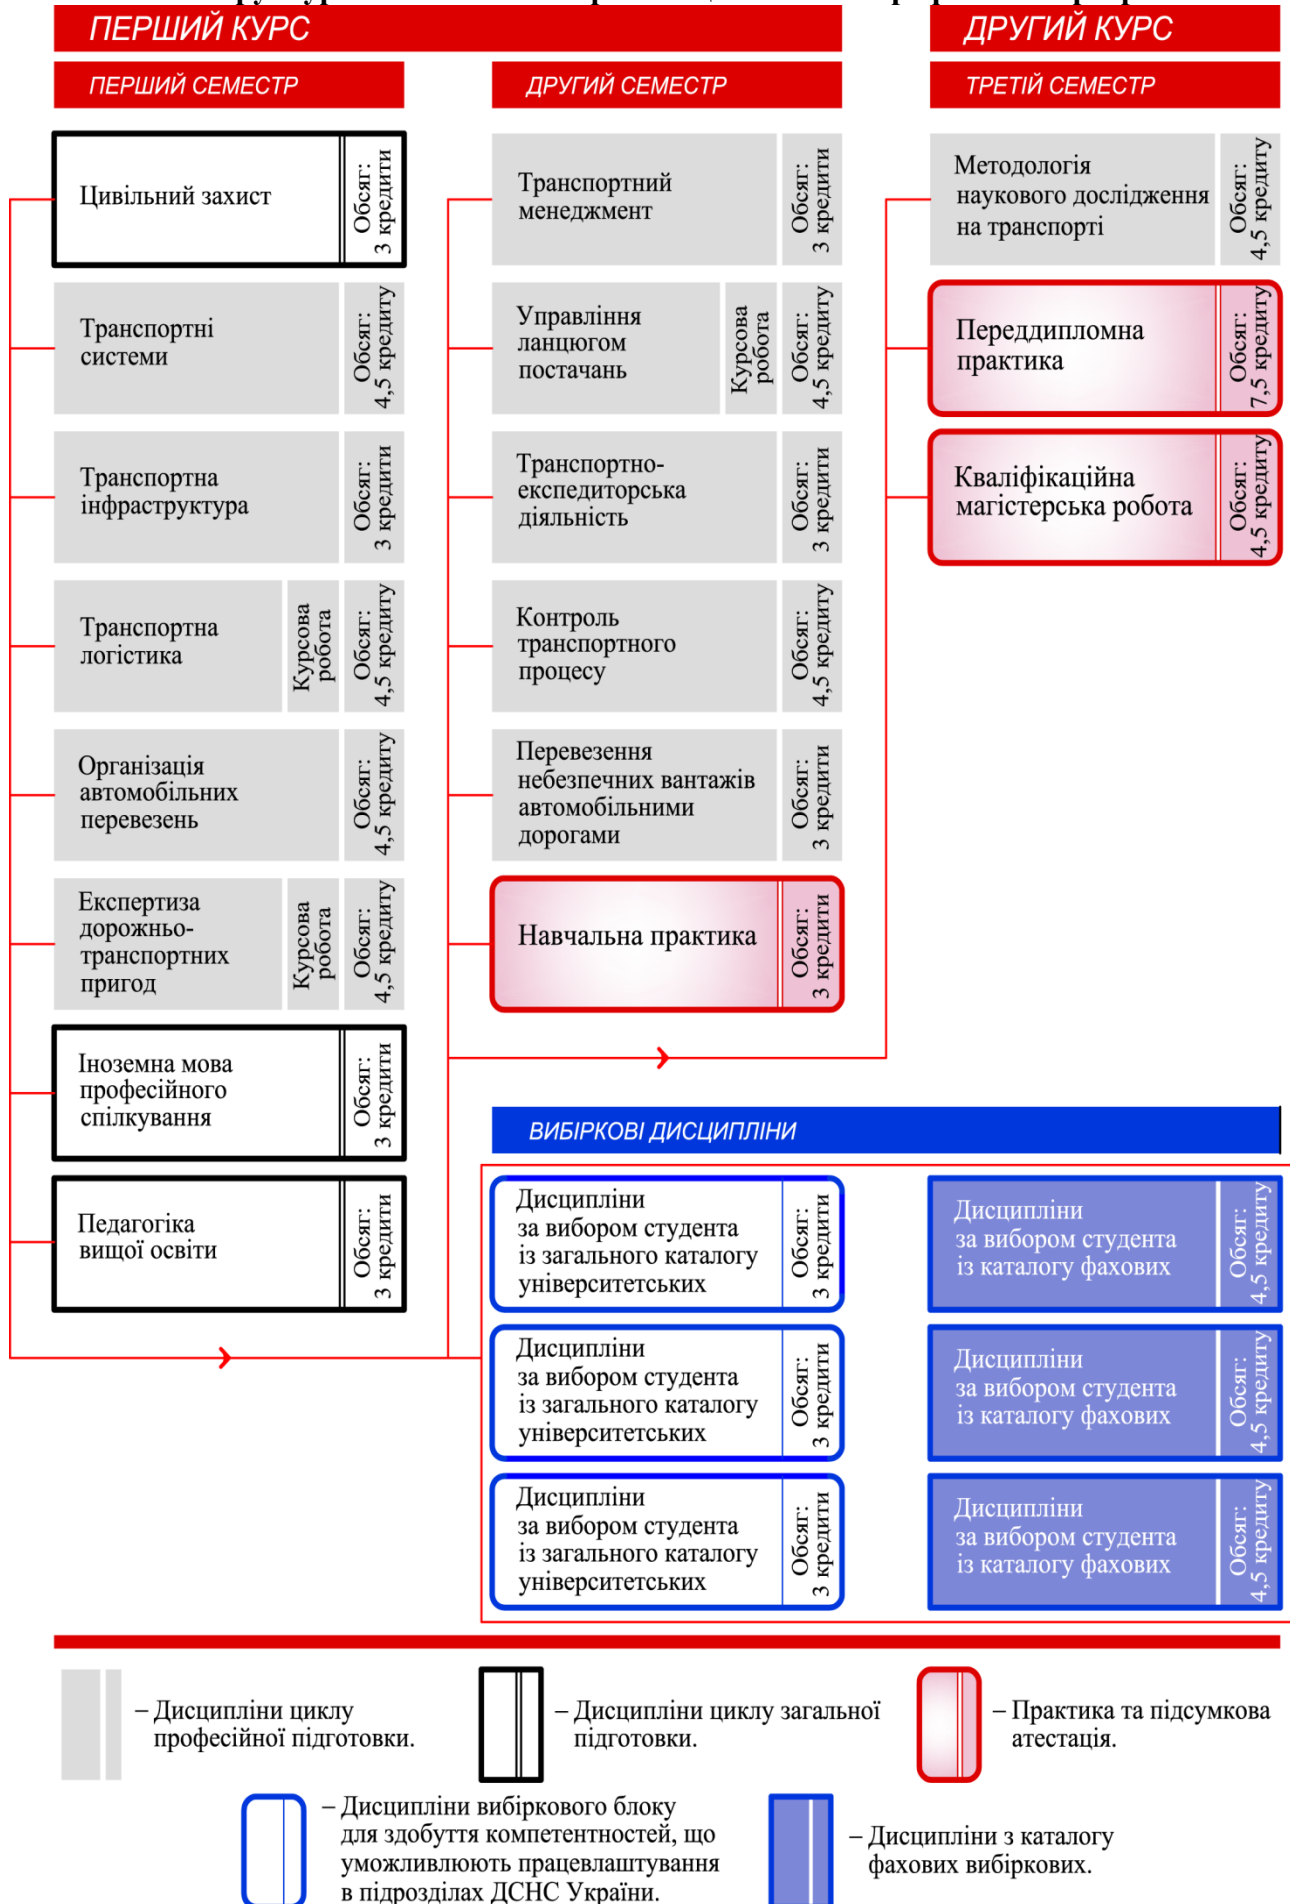 ПЕРШИЙ КУРС
ДРУГИЙ КУРС
ПЕРШИЙ СЕМЕСТР
ДРУГИЙ СЕМЕСТР
ТРЕТІЙ СЕМЕСТР
Цивільний захист
Обсяг:
3 кредити
Транспортні
системи
Обсяг:
4,5 кредиту
Транспортна
інфраструктура
Обсяг:
3 кредити
Транспортна
логістика
Курсова
робота
Обсяг:
4,5 кредиту
Організація
автомобільних
перевезень
Обсяг:
4,5 кредиту
Експертиза
дорожньо-
транспортних
пригод
Курсова
робота
Обсяг:
4,5 кредиту
Іноземна мова
професійного
спілкування
Обсяг:
3 кредити
Педагогіка
вищої освіти
Обсяг:
3 кредити
Транспортний
менеджмент
Обсяг:
3 кредити
Управління
ланцюгом
постачань
Курсова
робота
Обсяг:
4,5 кредиту
Транспортно-
експедиторська
діяльність
Обсяг:
3 кредити
Контроль
транспортного
процесу
Обсяг:
4,5 кредиту
Перевезення
небезпечних вантажів
автомобільними
дорогами
Обсяг:
3 кредити
Навчальна практика
Обсяг:
3 кредити
Методологія
наукового дослідження
на транспорті
Обсяг:
4,5 кредиту
Переддипломна
практика
Обсяг:
7,5 кредиту
Кваліфікаційна
магістерська робота
Обсяг:
4,5 кредиту
ВИБІРКОВІ ДИСЦИПЛІНИ
Дисципліни
за вибором студента
із загального каталогу
університетських
Обсяг:
3 кредити
Дисципліни
за вибором студента
із каталогу фахових
Обсяг:
4,5 кредиту
Дисципліни
за вибором студента
із загального каталогу
університетських
Обсяг:
3 кредити
Дисципліни
за вибором студента
із каталогу фахових
Обсяг:
4,5 кредиту
Дисципліни
за вибором студента
із загального каталогу
університетських
Обсяг:
3 кредити
Дисципліни
за вибором студента
із каталогу фахових
Обсяг:
4,5 кредиту
– Дисципліни циклу
професійної підготовки.
– Дисципліни циклу загальної
підготовки.
– Практика та підсумкова
атестація.
– Дисципліни вибіркового блоку
для здобуття компетентностей, що
уможливлюють працевлаштування
в підрозділах ДСНС України.
– Дисципліни з каталогу
фахових вибіркових.